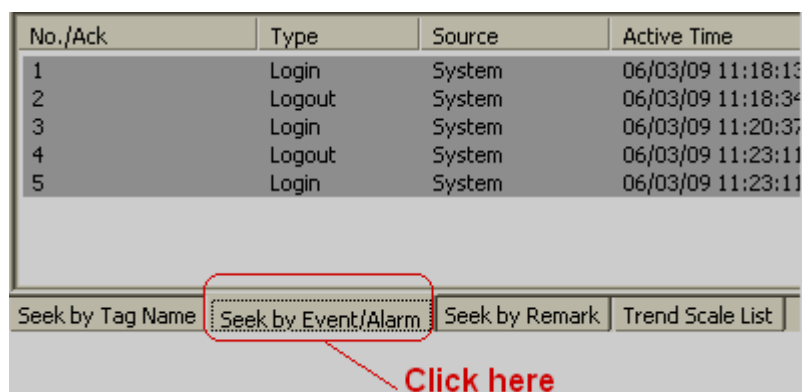 No./Ack Type Source Active Time
1 Login System 06/03/09 11:18:13
2 Logout System 06/03/09 11:18:34
3 Login System 06/03/09 11:20:37
4 Logout System 06/03/09 11:23:11
5 Login System 06/03/09 11:23:11
Seek by Tag Name Seek by Event/Alarm Seek by Remark Trend Scale List
Click here